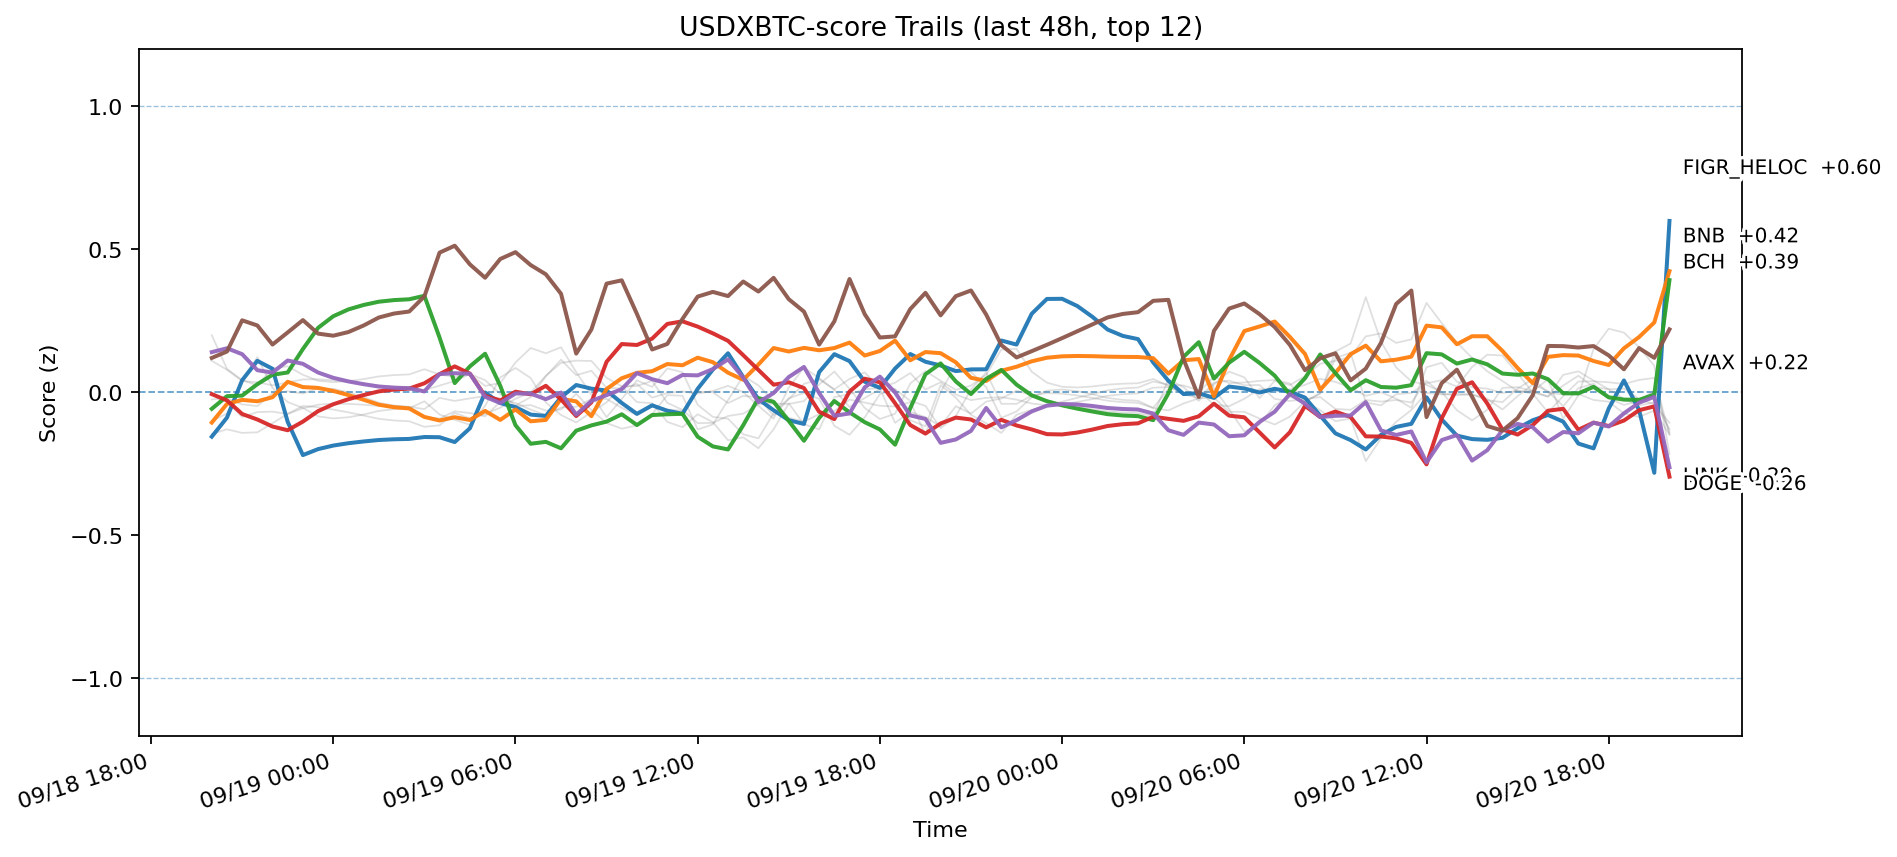 USDXBTC-score Trails (last 48h, top 12)
Score (z)
1.0
0.5
0.0
−0.5
−1.0
FIGR_HELOC +0.60
BNB +0.42
BCH +0.39
AVAX +0.22
DOGE -0.26
09/18 18:00
09/19 00:00
09/19 06:00
09/19 12:00
09/19 18:00
09/20 00:00
09/20 06:00
09/20 12:00
09/20 18:00
Time